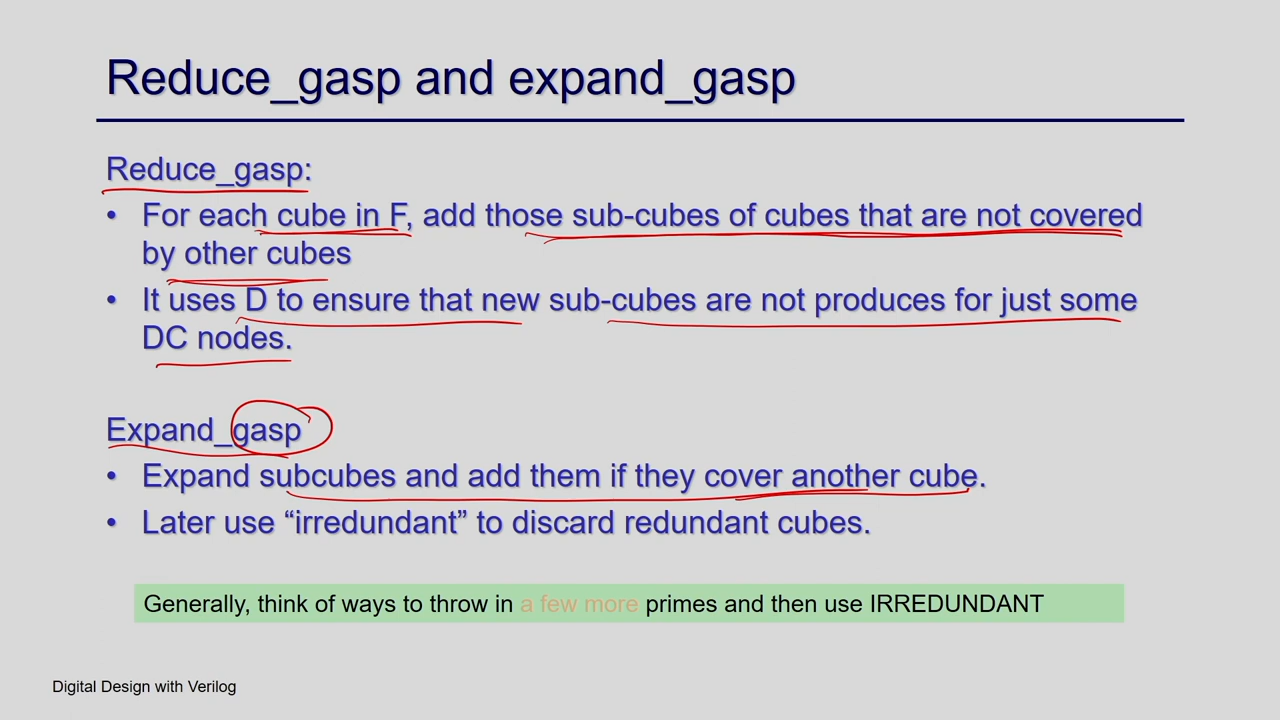 Reduce_gasp and expand_gasp
Reduce_gasp:
• For each cube in F, add those sub-cubes of cubes that are not covered
by other cubes
• It uses D to ensure that new sub-cubes are not produces for just some
DC nodes.
Expand_gasp
• Expand subcubes and add them if they cover another cube.
• Later use “irredundant” to discard redundant cubes.
Generally, think of ways to throw in a few more primes and then use IRREDUNDANT
Digital Design with Verilog